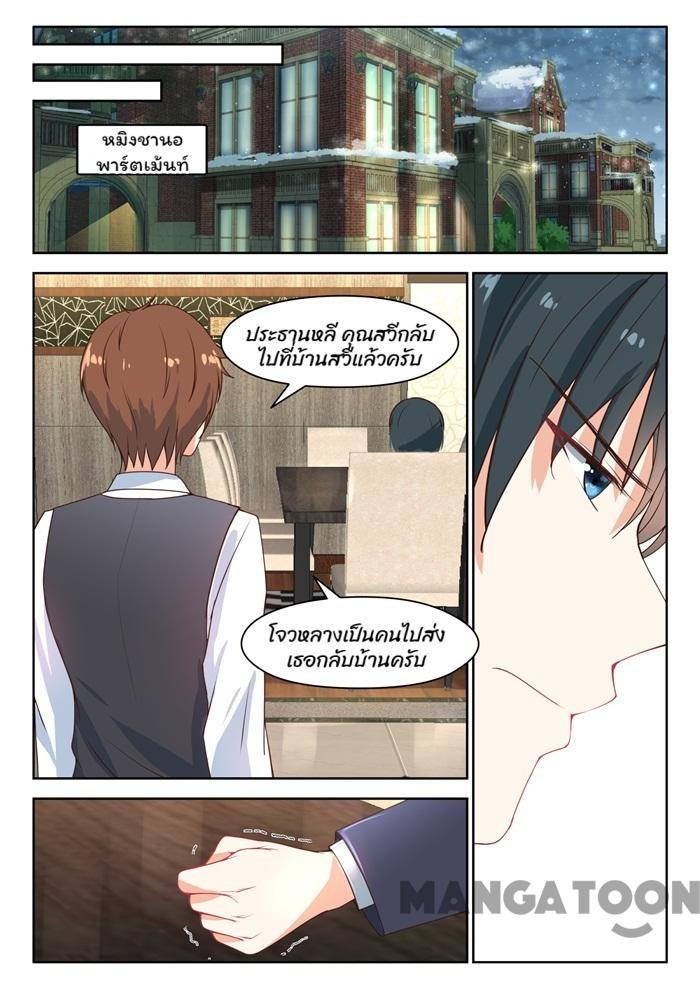 หมิงชานอ
พาร์ตเม้นท์
ประธานหลี คุณสวีกลับ
ไปที่บ้านสวีแล้วครับ
โจวหลางเป็นคนไปส่ง
เธอกลับบ้านครับ
MANGATOON